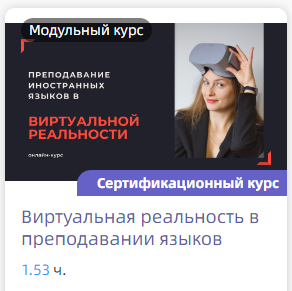 Модульный курс
ПРЕПОДАВАНИЕ
ИНОСТРАННЫХ
ЯЗЫКОВ В
ВИРТУАЛЬНОЙ
РЕАЛЬНОСТИ
онлайн-курс
Сертификационный курс
Виртуальная реальность в
преподавании языков
1.53 ч.